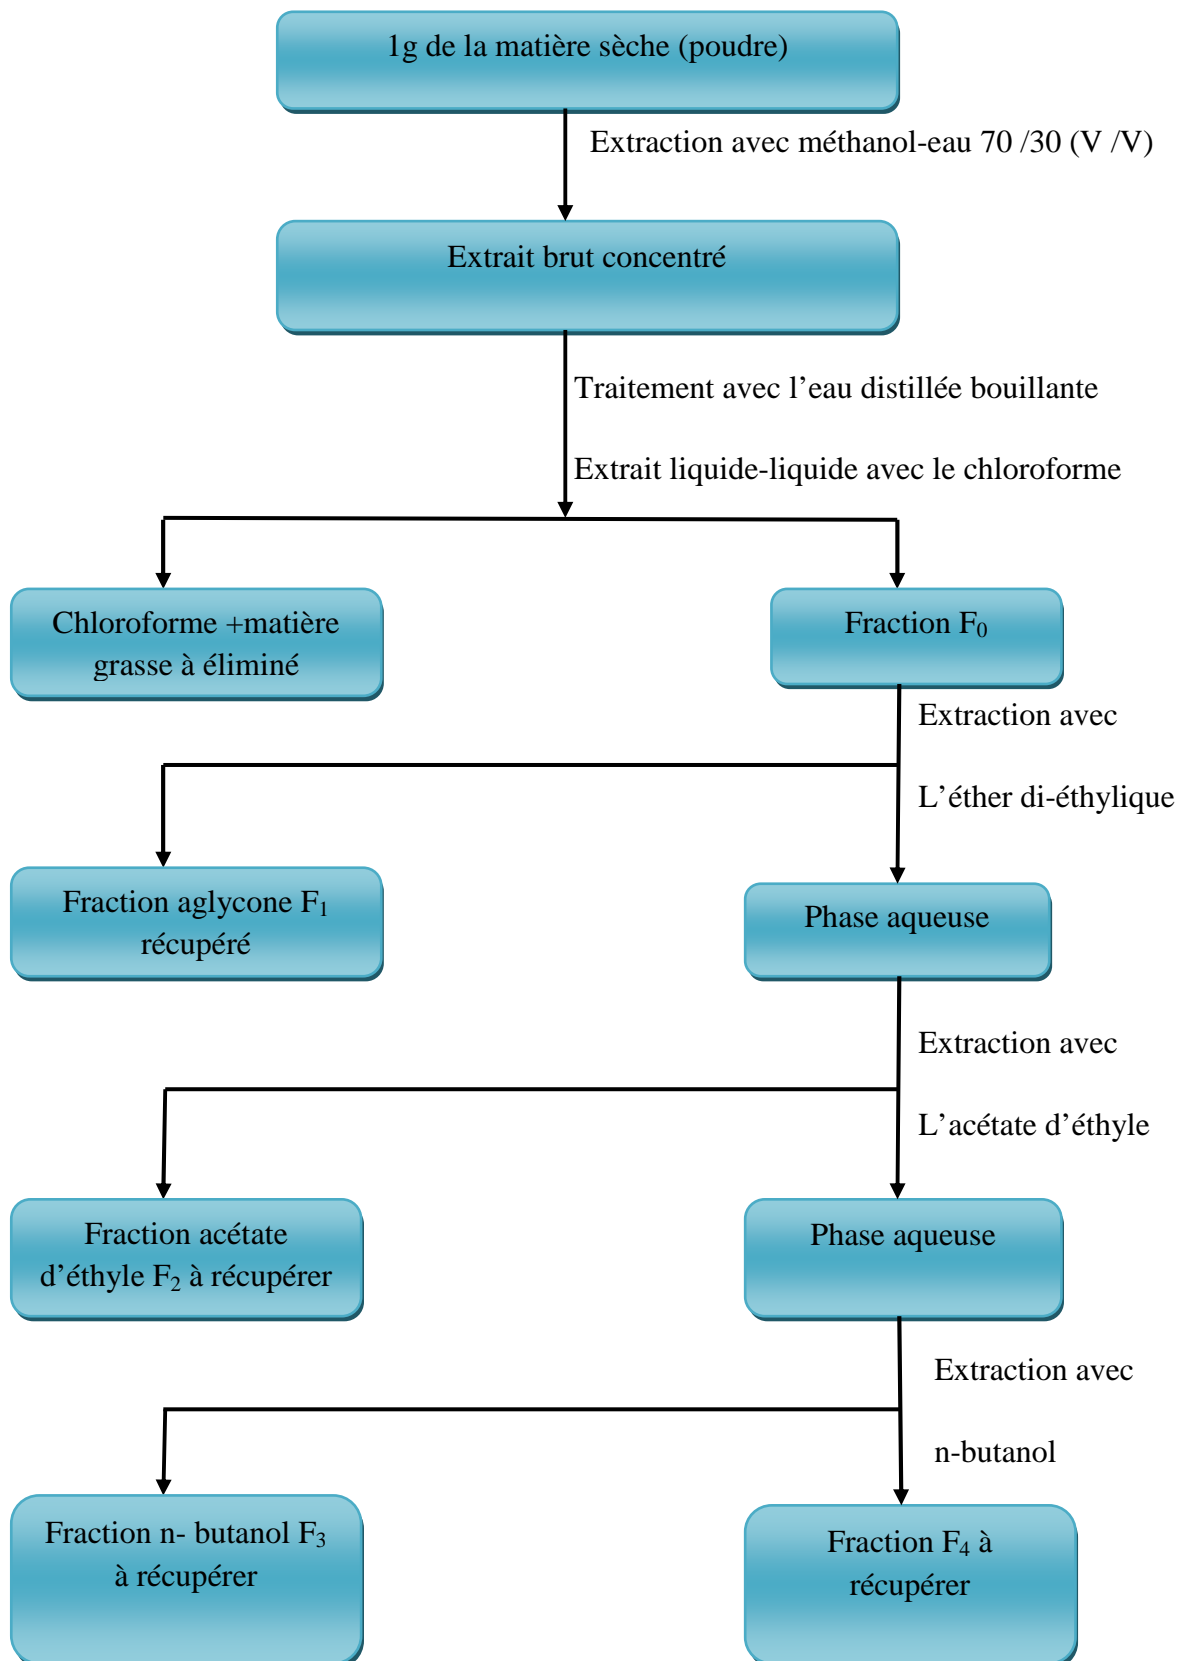 1g de la matière sèche (poudre)
Extraction avec méthanol-eau 70 /30 (V /V)
Extrait brut concentré
Traitement avec l’eau distillée bouillante
Extrait liquide-liquide avec le chloroforme
Chloroforme +matière
grasse à éliminé
Fraction F₀
Extraction avec
L’éther di-éthylique
Fraction aglycone F₁
récupéré
Phase aqueuse
Extraction avec
L’acétate d’éthyle
Fraction acétate
d’éthyle F₂ à récupérer
Phase aqueuse
Extraction avec
n-butanol
Fraction n- butanol F₃
à récupérer
Fraction F₄ à
récupérer